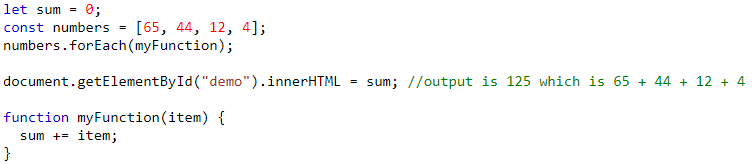 let sum = 0;
const numbers = [65, 44, 12, 4];
numbers.forEach(myFunction);
document.getElementById("demo").innerHTML = sum; //output is 125 which is 65 + 44 + 12 + 4
function myFunction(item) {
  sum += item;
}